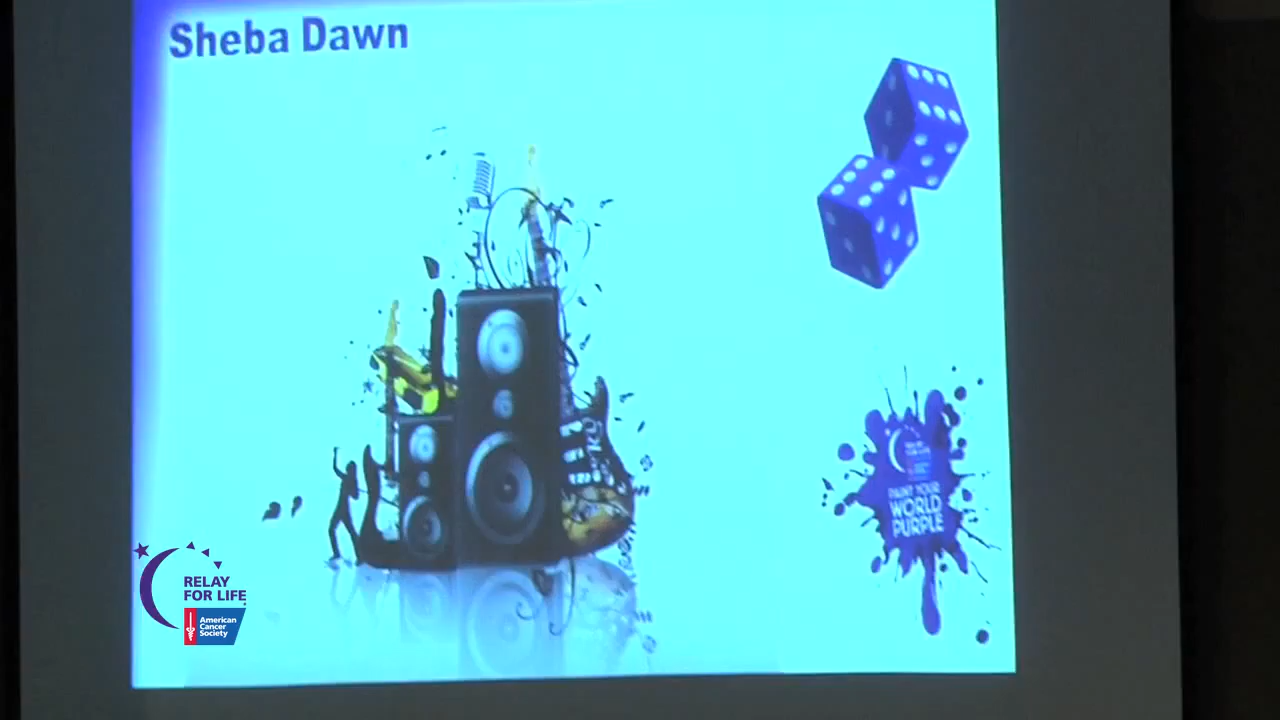 Sheba Dawn
PAINT YOUR
WORLD
PURPLE
RELAY
FOR LIFE
American
Cancer
Society